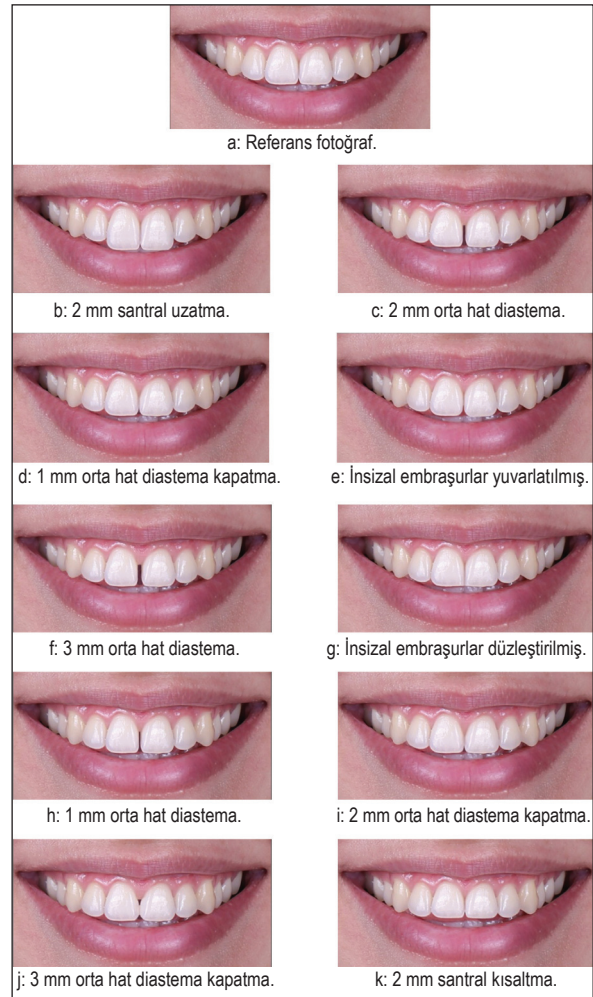 a: Referans fotoğraf.
b: 2 mm santral uzatma.
c: 2 mm orta hat diastema.
d: 1 mm orta hat diastema kapatma.
e: İnsizal embraşurlar yuvarlatılmış.
f: 3 mm orta hat diastema.
g: İnsizal embraşurlar düzleştirilmiş.
h: 1 mm orta hat diastema.
i: 2 mm orta hat diastema kapatma.
j: 3 mm orta hat diastema kapatma.
k: 2 mm santral kısaltma.